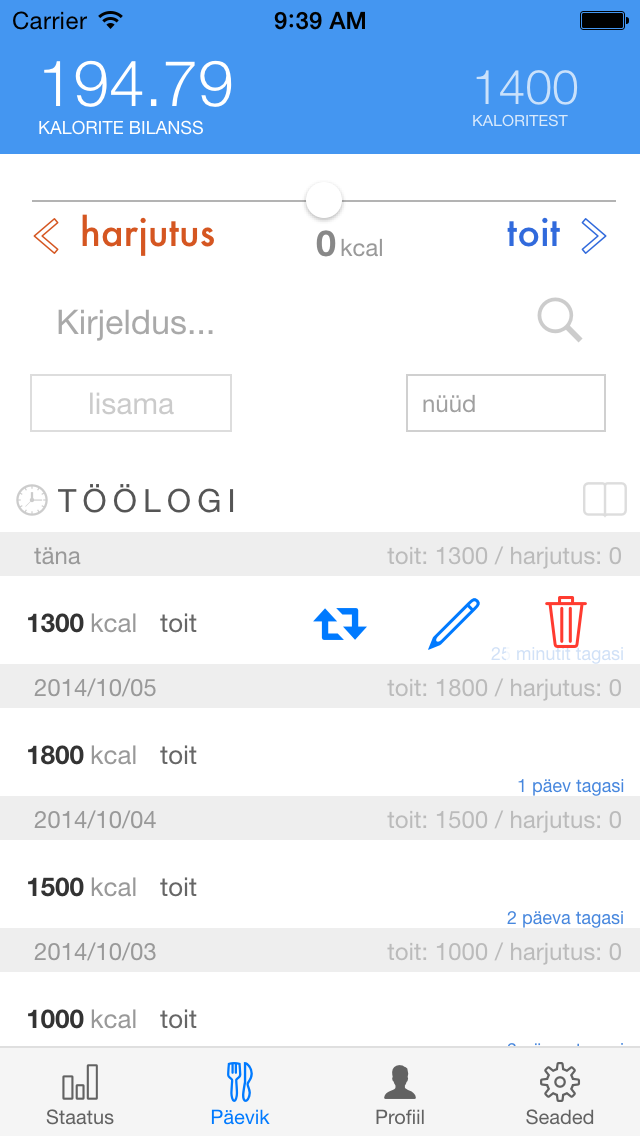 Carrier 9:39 AM
194.79 1400
KALORITE BILANSS KALORITEST
harjutus 0 kcal toit
Kirjeldus...
lisama nüüd
TÖÖLOGI
täna toit: 1300 / harjutus: 0
1300 kcal toit
25 minutit tagasi
2014/10/05 toit: 1800 / harjutus: 0
1800 kcal toit
1 päev tagasi
2014/10/04 toit: 1500 / harjutus: 0
1500 kcal toit
2 päeva tagasi
2014/10/03 toit: 1000 / harjutus: 0
1000 kcal toit
Staatus Päevik Profiil Seaded